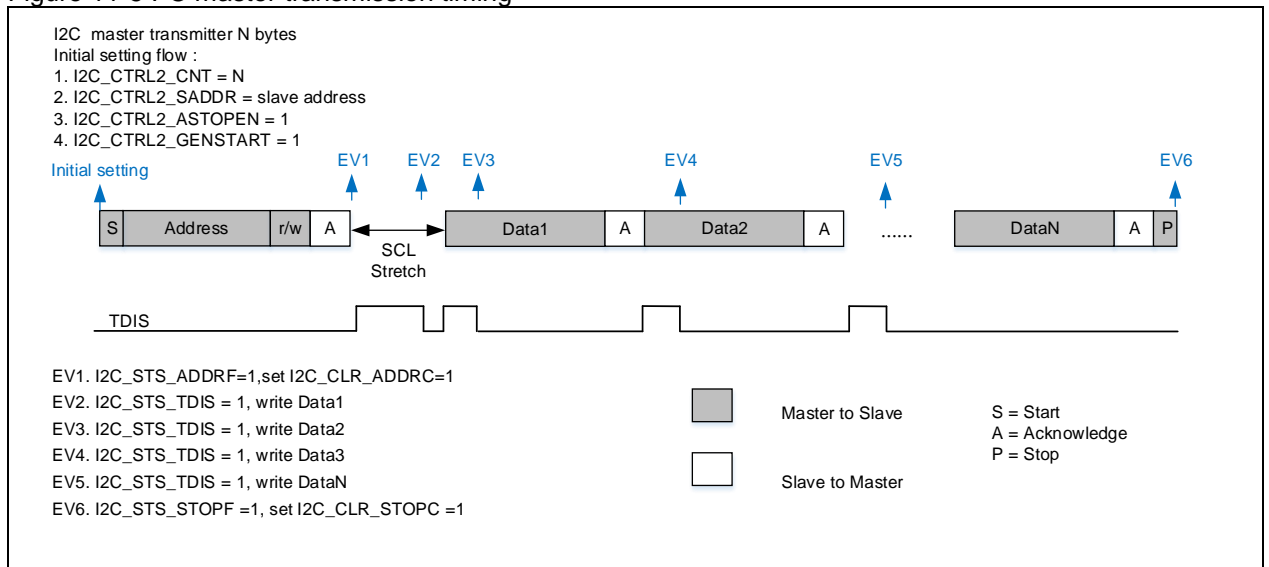 I2C master transmitter N bytes
Initial setting flow :
1. I2C_CTRL2_CNT = N
2. I2C_CTRL2_SADDR = slave address
3. I2C_CTRL2_ASTOPEN = 1
4. I2C_CTRL2_GENSTART = 1
Initial setting EV1 EV2 EV3 EV4 EV5 EV6
S Address r/w A Data1 A Data2 A ...... DataN A P
SCL
Stretch
TDIS
EV1. I2C_STS_ADDRF=1,set I2C_CLR_ADDRC=1
EV2. I2C_STS_TDIS = 1, write Data1
EV3. I2C_STS_TDIS = 1, write Data2
EV4. I2C_STS_TDIS = 1, write Data3
EV5. I2C_STS_TDIS = 1, write DataN
EV6. I2C_STS_STOPF =1, set I2C_CLR_STOPC =1
Master to Slave
Slave to Master
S = Start
A = Acknowledge
P = Stop